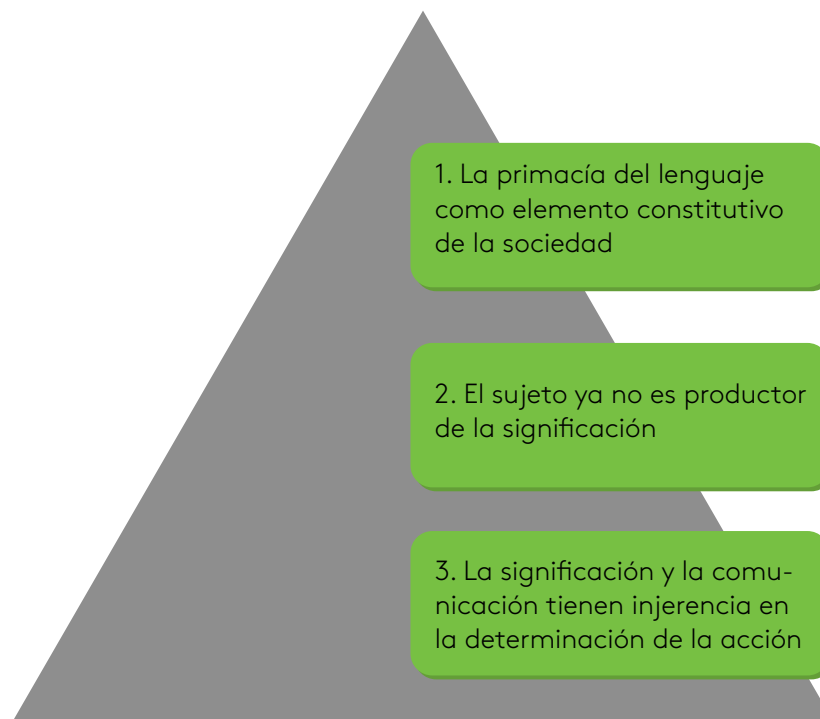 1. La primacía del lenguaje
como elemento constitutivo
de la sociedad
2. El sujeto ya no es productor
de la significación
3. La significación y la comu-
nicación tienen injerencia en
la determinación de la acción